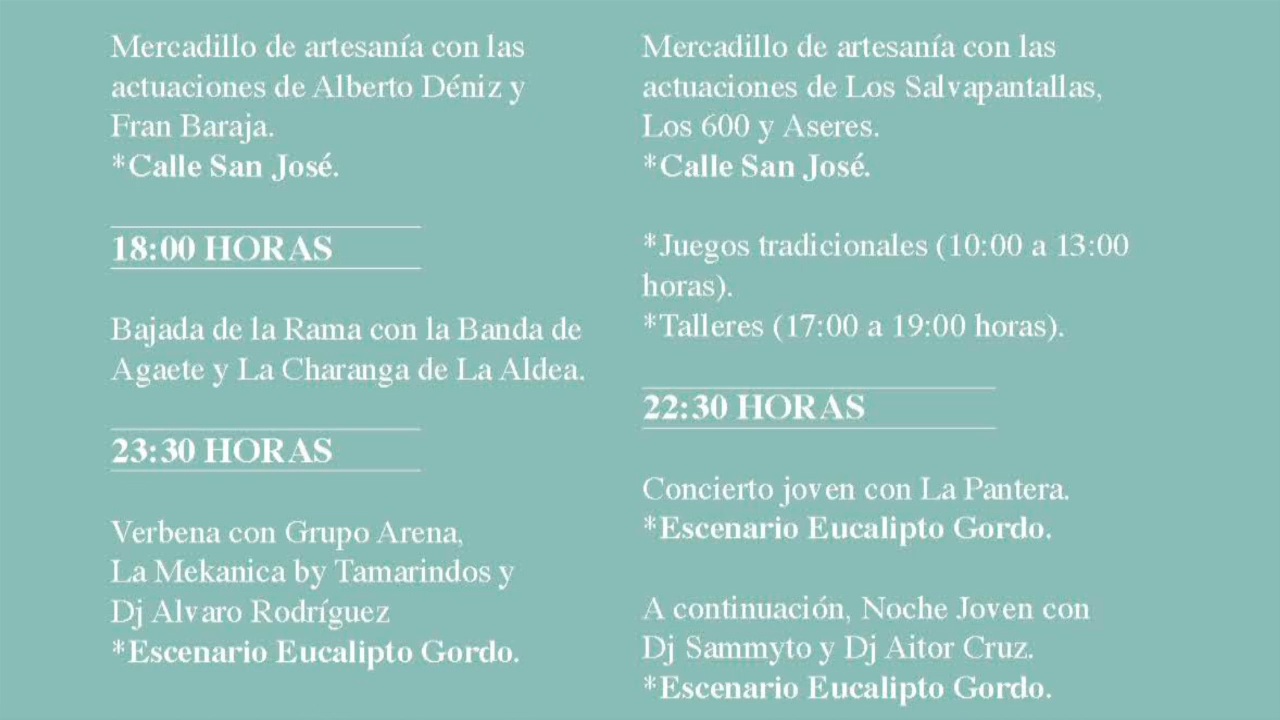 Mercadillo de artesanía con las
actuaciones de Alberto Déniz y
Fran Baraja.
*Calle San José.
18:00 HORAS
Bajada de la Rama con la Banda de
Agaete y La Charanga de La Aldea.
23:30 HORAS
Verbena con Grupo Arena,
La Mekanica by Tamarindos y
Dj Alvaro Rodríguez
*Escenario Eucalipto Gordo.
Mercadillo de artesanía con las
actuaciones de Los Salvapantallas,
Los 600 y Aseres.
*Calle San José.
*Juegos tradicionales (10:00 a 13:00
horas).
*Talleres (17:00 a 19:00 horas).
22:30 HORAS
Concierto joven con La Pantera.
*Escenario Eucalipto Gordo.
A continuación, Noche Joven con
Dj Sammyto y Dj Aitor Cruz.
*Escenario Eucalipto Gordo.